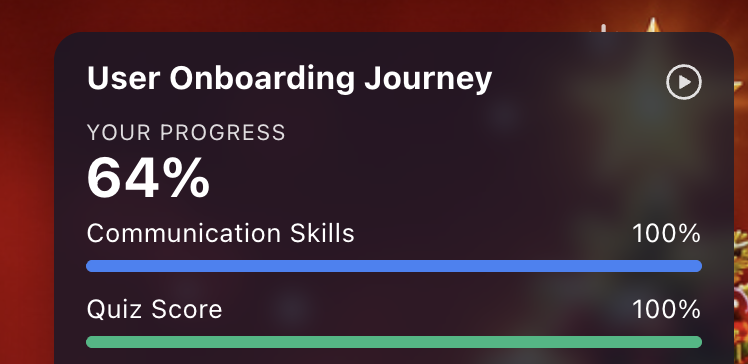 User Onboarding Journey
YOUR PROGRESS
64%
Communication Skills 100%
Quiz Score 100%